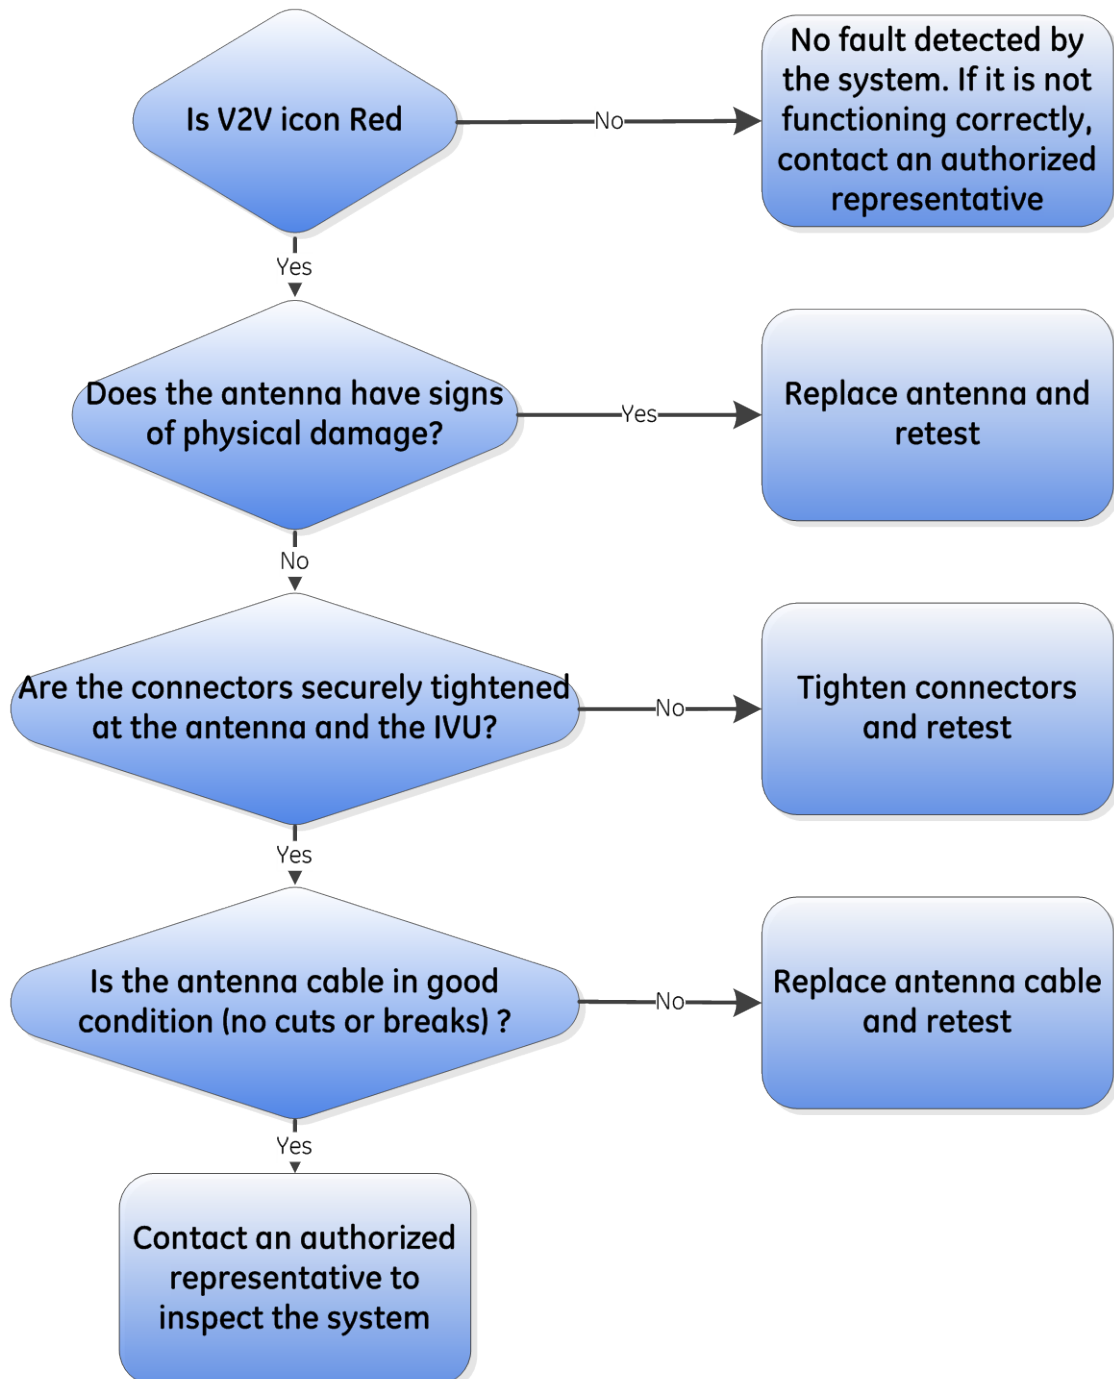 Is V2V icon Red
No
No fault detected by
the system. If it is not
functioning correctly,
contact an authorized
representative
Yes
Does the antenna have signs
of physical damage?
Yes
Replace antenna and
retest
No
Are the connectors securely tightened
at the antenna and the IVU?
No
Tighten connectors
and retest
Yes
Is the antenna cable in good
condition (no cuts or breaks) ?
No
Replace antenna cable
and retest
Yes
Contact an authorized
representative to
inspect the system